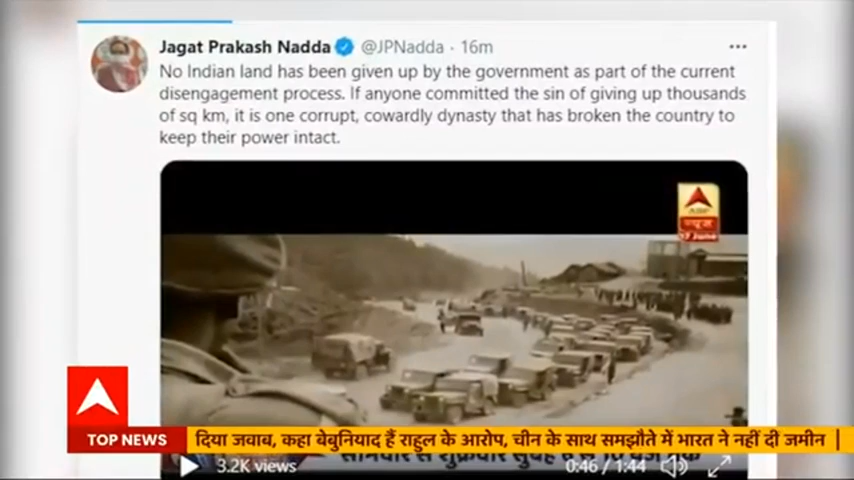 Jagat Prakash Nadda @JPNadda · 16m
No Indian land has been given up by the government as part of the current
disengagement process. If anyone committed the sin of giving up thousands
of sq km, it is one corrupt, cowardly dynasty that has broken the country to
keep their power intact.
ABP
न्यूज़
17 June
TOP NEWS
दिया जवाब, कहा बेबुनियाद हैं राहुल के आरोप, चीन के साथ समझौते में भारत ने नहीं दी जमीन |
3.2K views
0:46 / 1:44